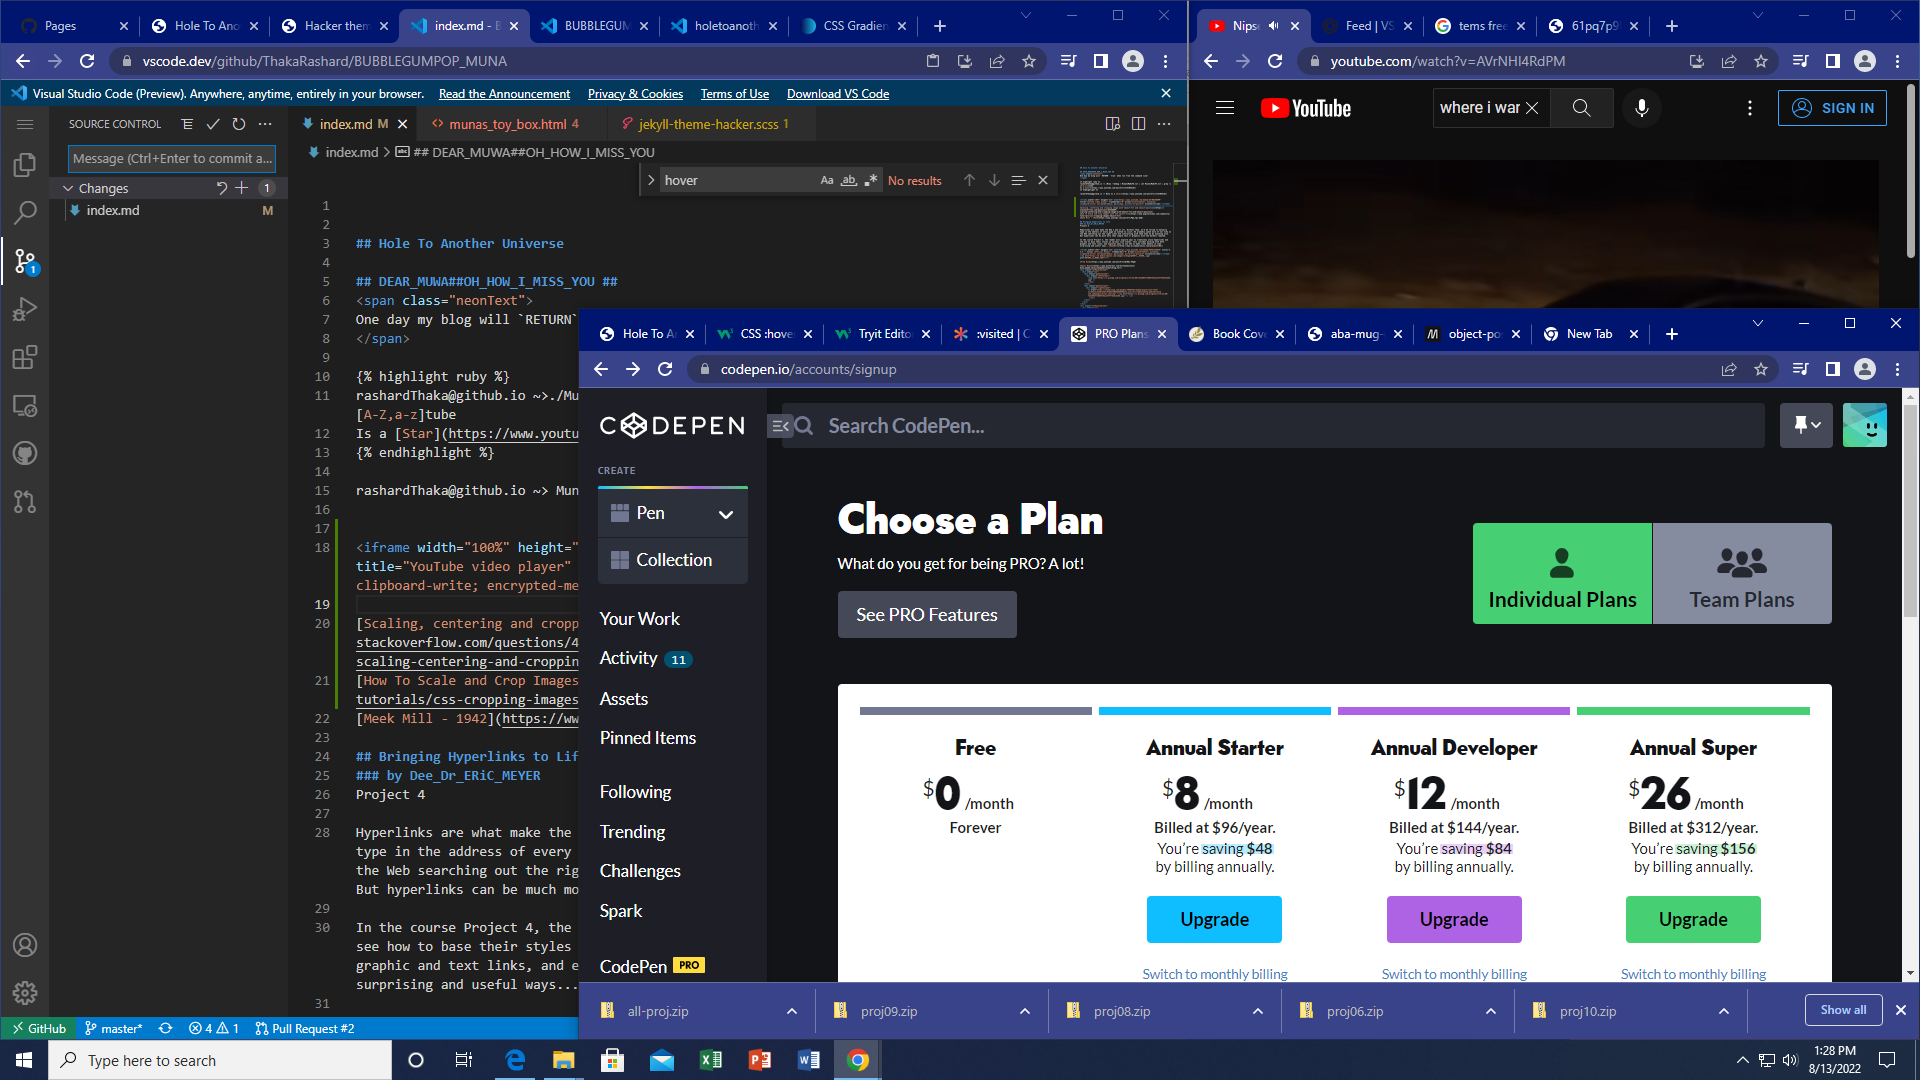 Pages
Hole To Ano
Hacker them
index.md - B
BUBBLEGUM
holetoanoth
CSS Gradien
vscode.dev/github/ThakaRashard/BUBBLEGUMPOP_MUNA
Visual Studio Code (Preview). Anywhere, anytime, entirely in your browser. Read the Announcement Privacy & Cookies Terms of Use Download VS Code
SOURCE CONTROL
Message (Ctrl+Enter to commit a...
Changes 1
index.md M
1
index.md M
munas_toy_box.html 4
jekyll-theme-hacker.scss 1
index.md > ## DEAR_MUWA##OH_HOW_I_MISS_YOU
hover Aa ab No results
1
2
3 ## Hole To Another Universe
4
5 ## DEAR_MUWA##OH_HOW_I_MISS_YOU ##
6 <span class="neonText">
7 One day my blog will `RETURN`
8 </span>
9
10 {% highlight ruby %}
11 rashardThaka@github.io ~>./Mu
[A-Z,a-z]tube
12 Is a [Star](https://www.youtu
13 {% endhighlight %}
14
15 rashardThaka@github.io ~> Mun
16
17
18 <iframe width="100%" height="
title="YouTube video player"
clipboard-write; encrypted-me
19
20 [Scaling, centering and cropp
stackoverflow.com/questions/4
scaling-centering-and-croppin
21 [How To Scale and Crop Images
tutorials/css-cropping-images
22 [Meek Mill - 1942](https://ww
23
24 ## Bringing Hyperlinks to Lif
25 ### by Dee_Dr_ERiC_MEYER
26 Project 4
27
28 Hyperlinks are what make the
type in the address of every
the Web searching out the rig
But hyperlinks can be much mo
29
30 In the course Project 4, the
see how to base their styles
graphic and text links, and e
surprising and useful ways...
31
GitHub master* 4 1 Pull Request #2
Nipse
Feed | VS
tems free
61pq7p9
youtube.com/watch?v=AVrNHI4RdPM
YouTube
where i war
SIGN IN
Hole To A
CSS :hove
Tryit Edito
:visited | C
PRO Plans
Book Cov
aba-mug-
object-po
New Tab
codepen.io/accounts/signup
CODEPEN
Search CodePen...
CREATE
Pen
Collection
Your Work
Activity 11
Assets
Pinned Items
Following
Trending
Challenges
Spark
CodePen PRO
Choose a Plan
What do you get for being PRO? A lot!
See PRO Features
Individual Plans
Team Plans
Free
$0 /month
Forever
Annual Starter
$8 /month
Billed at $96/year.
You're saving $48
by billing annually.
Upgrade
Switch to monthly billing
Annual Developer
$12 /month
Billed at $144/year.
You're saving $84
by billing annually.
Upgrade
Switch to monthly billing
Annual Super
$26 /month
Billed at $312/year.
You're saving $156
by billing annually.
Upgrade
Switch to monthly billing
all-proj.zip
proj09.zip
proj08.zip
proj06.zip
proj10.zip
Show all
Type here to search
1:28 PM
8/13/2022